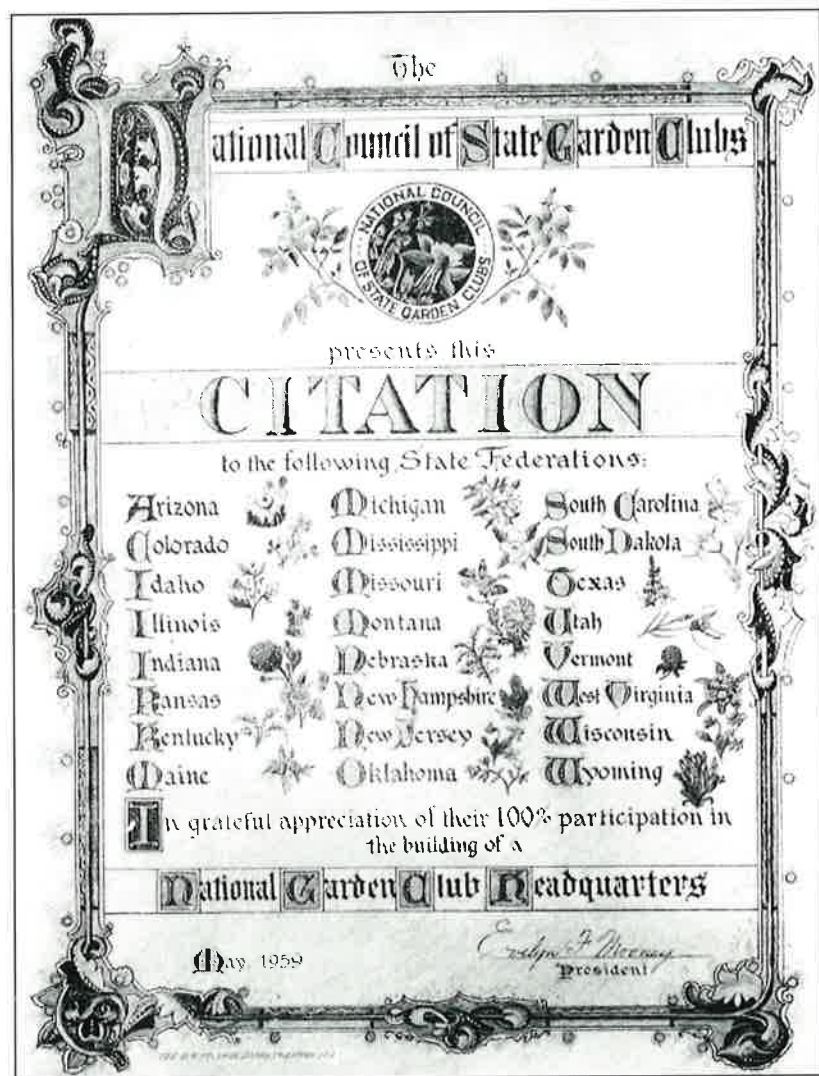 The
National Council of State Garden Clubs
NATIONAL COUNCIL
OF STATE GARDEN CLUBS
presents this
CITATION
to the following State Federations:
Arizona Michigan South Carolina
Colorado Mississippi South Dakota
Idaho Missouri Texas
Illinois Montana Utah
Indiana Nebraska Vermont
Kansas New Hampshire West Virginia
Kentucky New Jersey Wisconsin
Maine Oklahoma Wyoming
In grateful appreciation of their 100% participation in
the building of a
National Garden Club Headquarters
May, 1959
Evelyn F Mooney
President